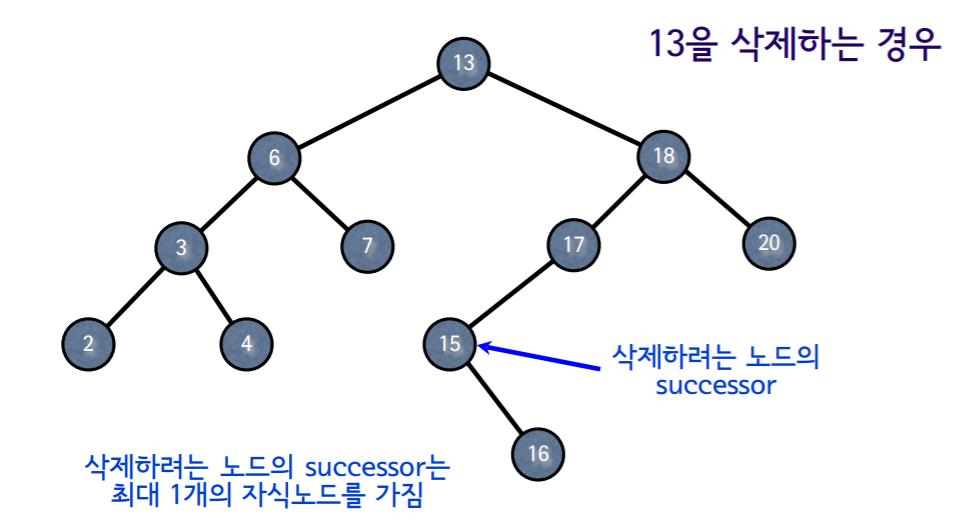 13을 삭제하는 경우
13
6
18
3
7
17
20
2
4
15
삭제하려는 노드의
successor
16
삭제하려는 노드의 successor는
최대 1개의 자식노드를 가짐